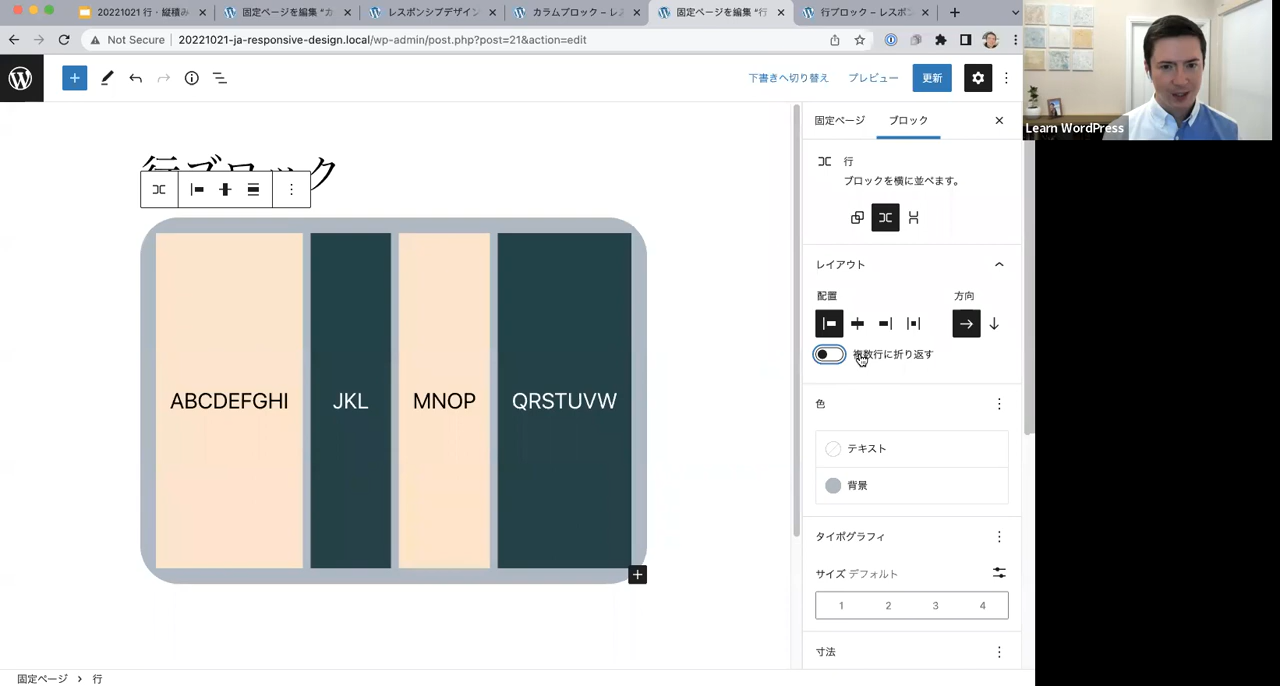 20221021 行・縦積み
固定ページを編集 “カ
レスポンシブデザイン
カラムブロック – レス
固定ページを編集 “行
行ブロック – レスポン
Not Secure
20221021-ja-responsive-design.local/wp-admin/post.php?post=21&action=edit
下書きへ切り替え
プレビュー
更新
Learn WordPress
固定ページ
ブロック
行ブロック
行
ブロックを横に並べます。
レイアウト
配置
方向
複数行に折り返す
ABCDEFGHI
JKL
MNOP
QRSTUVW
色
テキスト
背景
タイポグラフィ
サイズ デフォルト
1 2 3 4
寸法
固定ページ > 行